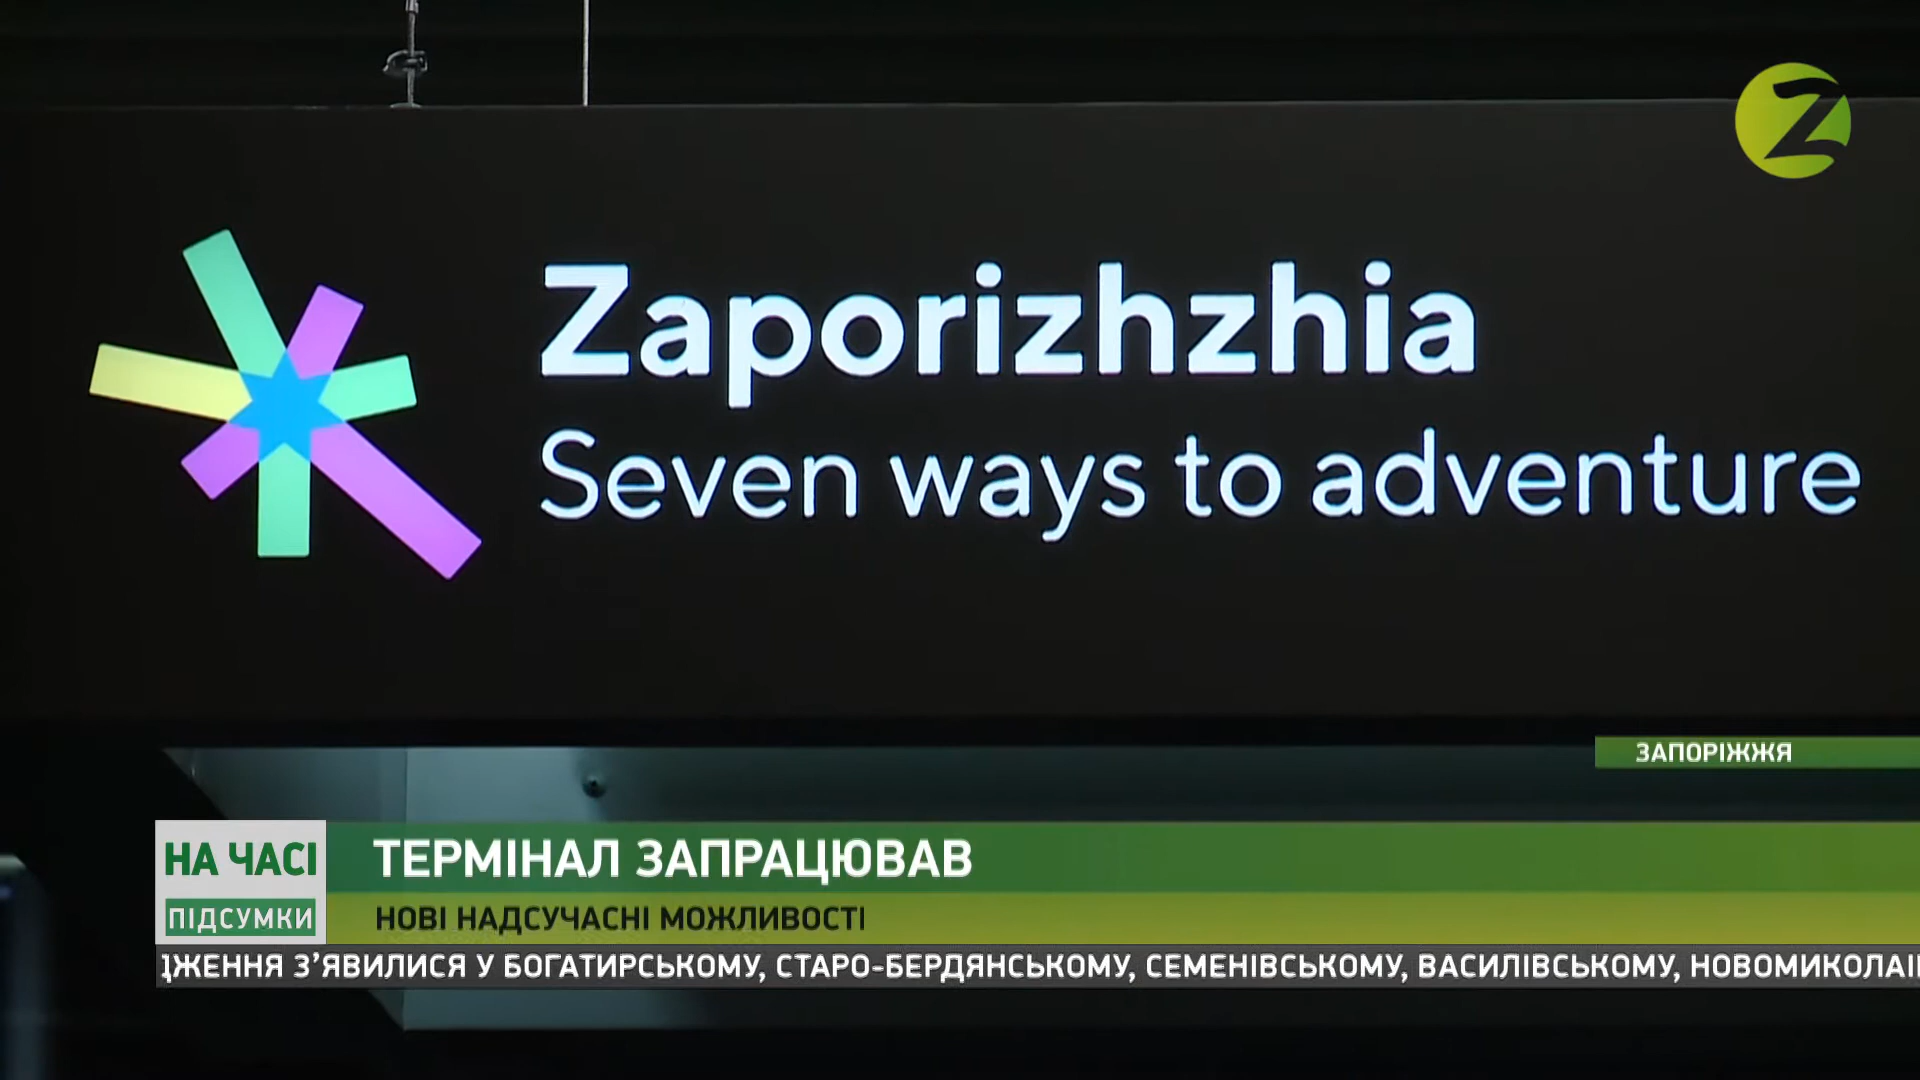 Zaporizhzhia
Seven ways to adventure
ЗАПОРІЖЖЯ
НА ЧАСІ
ПІДСУМКИ
ТЕРМІНАЛ ЗАПРАЦЮВАВ
НОВІ НАДСУЧАСНІ МОЖЛИВОСТІ
З’ЯВИЛИСЯ У БОГАТИРСЬКОМУ, СТАРО-БЕРДЯНСЬКОМУ, СЕМЕНІВСЬКОМУ, ВАСИЛІВСЬКОМУ,